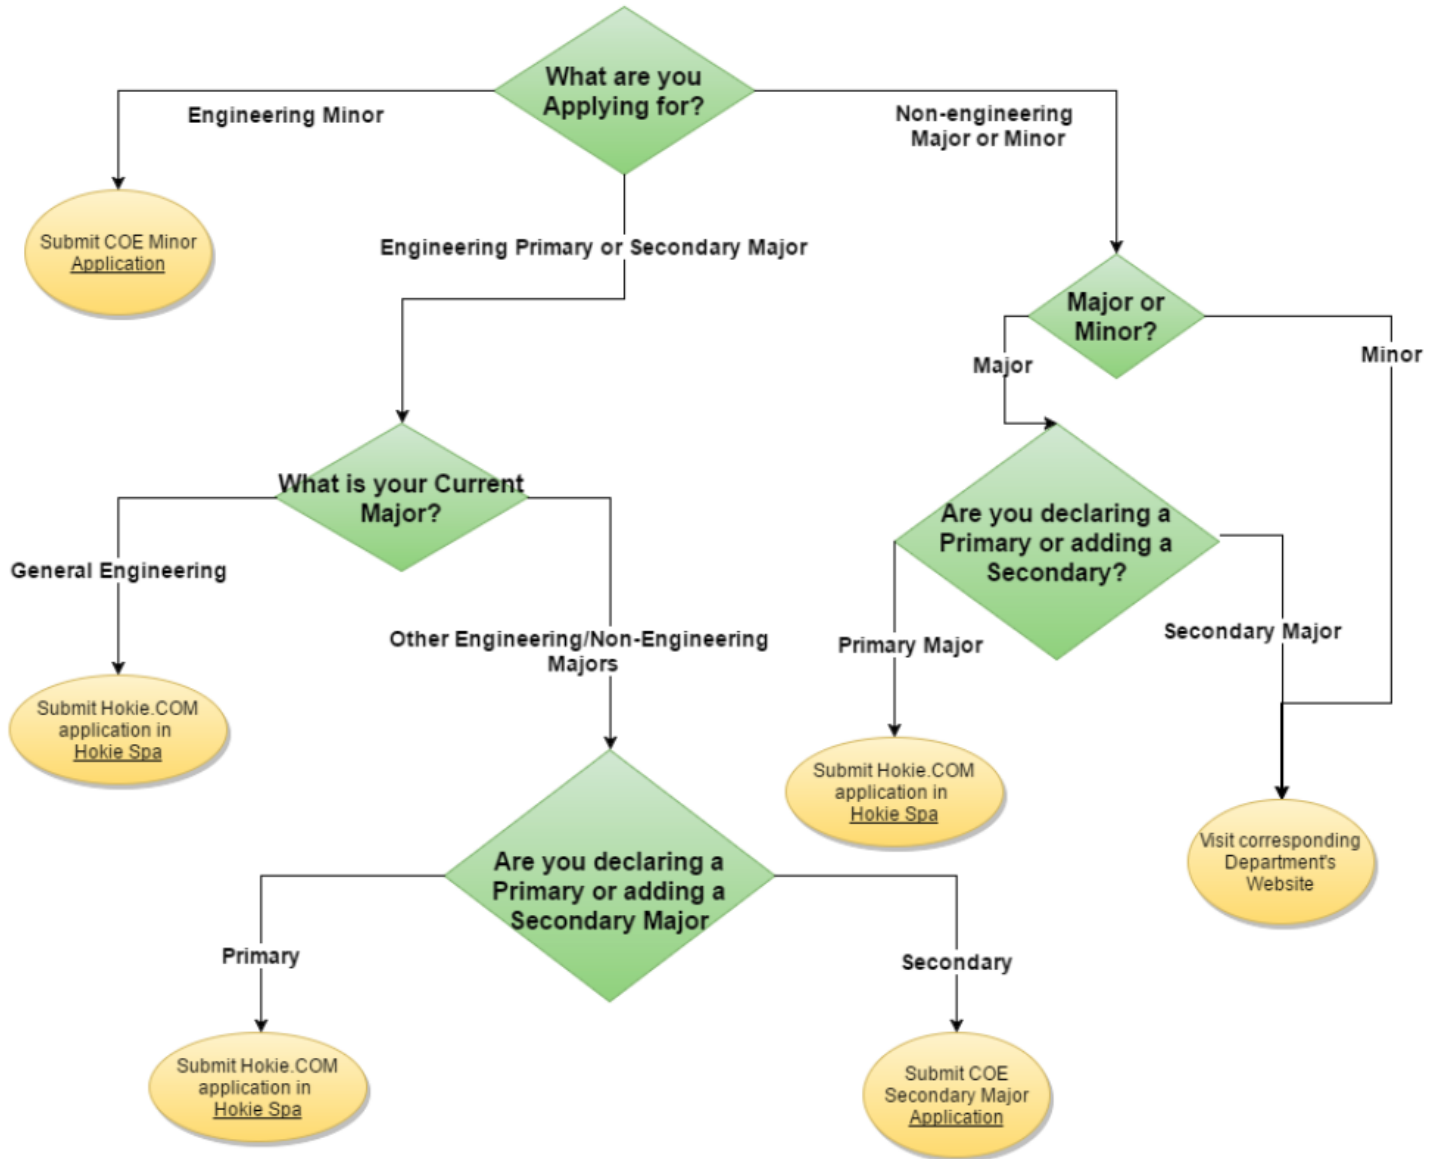 What are you
Applying for?
Engineering Minor
Non-engineering
Major or Minor
Submit COE Minor
Application
Engineering Primary or Secondary Major
Major or
Minor?
Major
Minor
What is your Current
Major?
Are you declaring a
Primary or adding a
Secondary?
General Engineering
Other Engineering/Non-Engineering
Majors
Primary Major
Secondary Major
Submit Hokie.COM
application in
Hokie Spa
Submit Hokie.COM
application in
Hokie Spa
Visit corresponding
Department's
Website
Are you declaring a
Primary or adding a
Secondary Major
Primary
Secondary
Submit Hokie.COM
application in
Hokie Spa
Submit COE
Secondary Major
Application